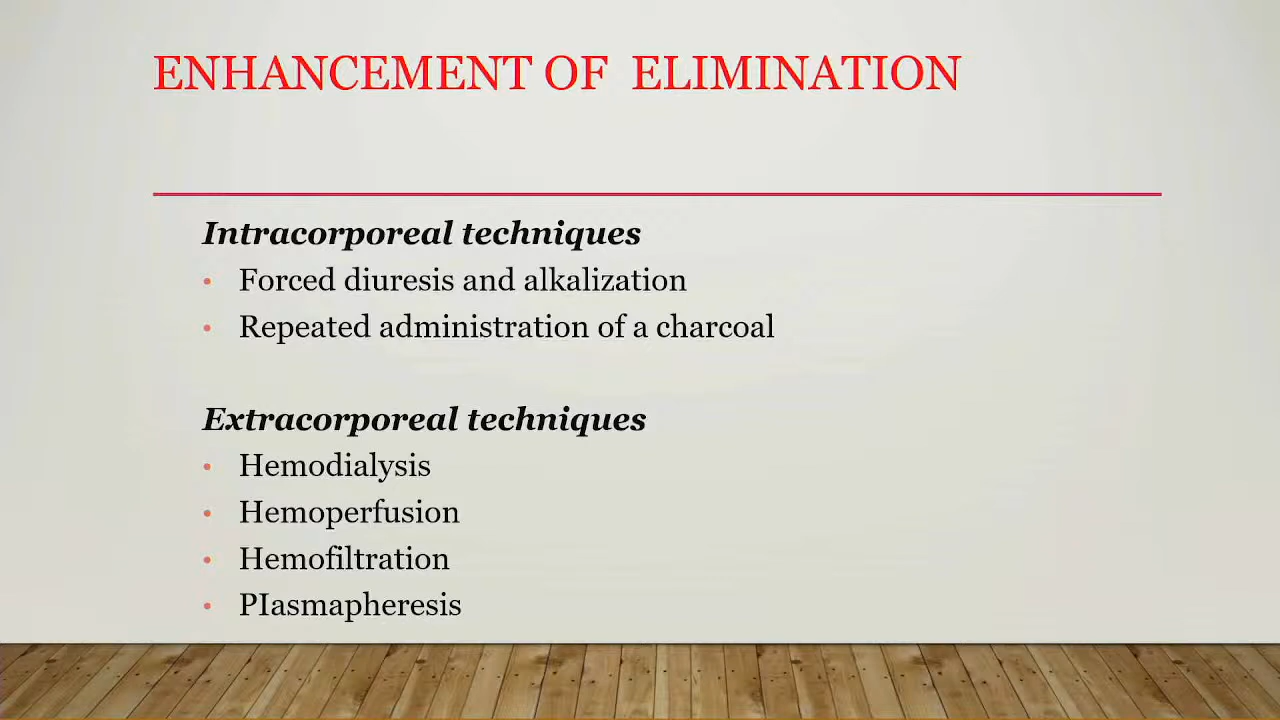 ENHANCEMENT OF ELIMINATION
Intracorporeal techniques
• Forced diuresis and alkalization
• Repeated administration of a charcoal
Extracorporeal techniques
• Hemodialysis
• Hemoperfusion
• Hemofiltration
• PIasmapheresis